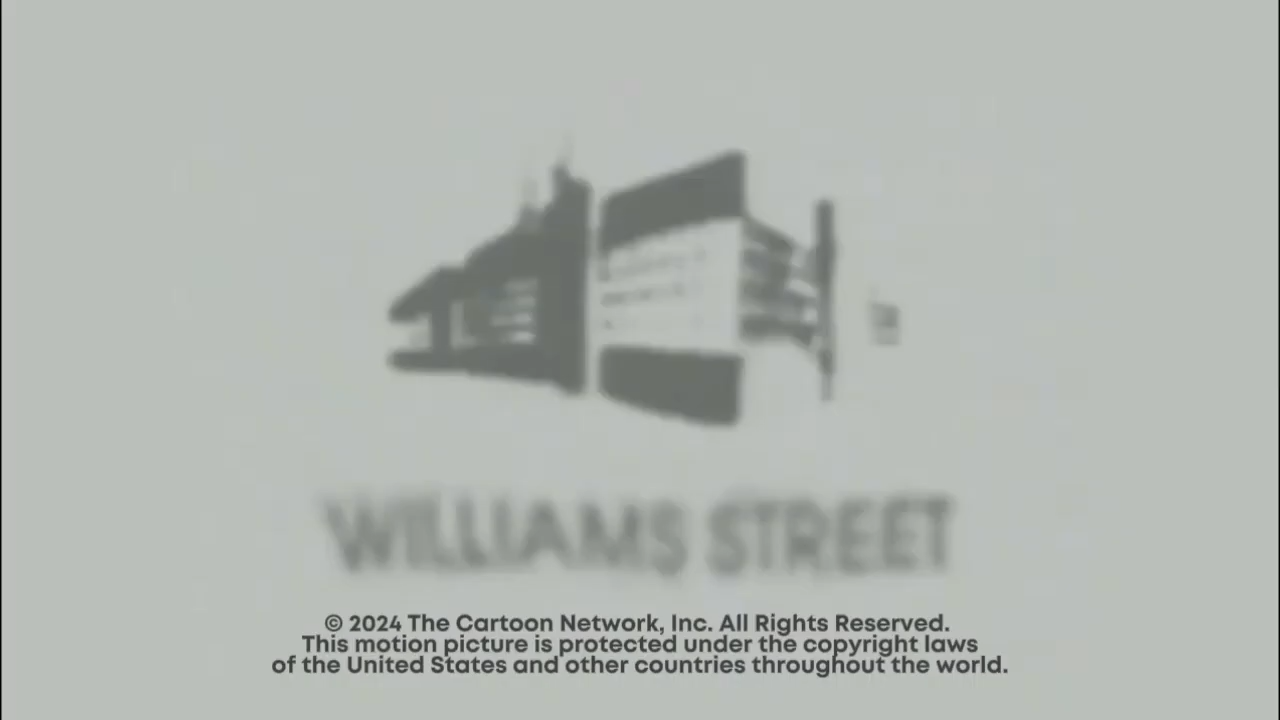 WILLIAMS STREET
© 2024 The Cartoon Network, Inc. All Rights Reserved.
This motion picture is protected under the copyright laws
of the United States and other countries throughout the world.